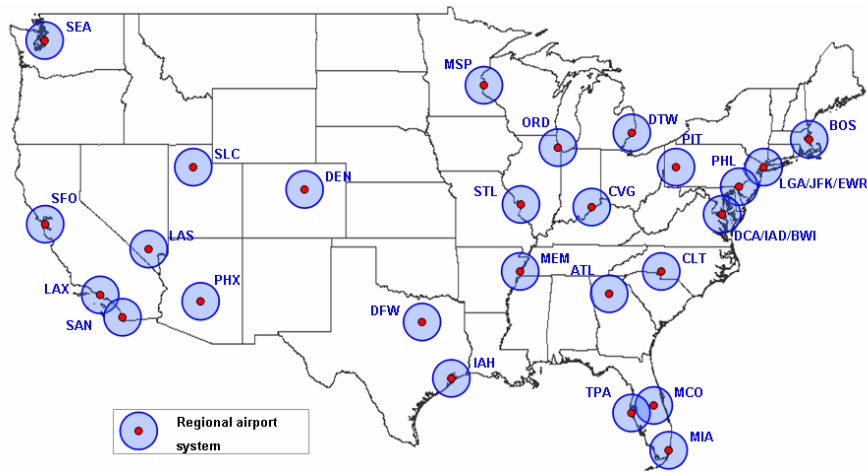 SEA
MSP
ORD
DTW
BOS
PIT
SLC
PHL
DEN
LGA/JFK/EWR
STL
CVG
SFO
DCA/IAD/BWI
LAS
MEM
CLT
ATL
PHX
LAX
SAN
DFW
IAH
TPA
MCO
MIA
Regional airport
system